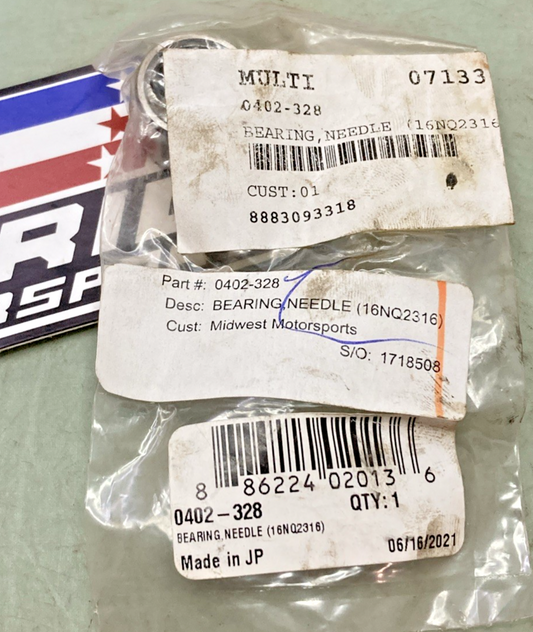 MULTI 07133
0402-328
BEARING,NEEDLE (16NQ2316
CUST:01
8883093318
Part #: 0402-328
Desc: BEARING,NEEDLE (16NQ2316)
Cust: Midwest Motorsports
S/O: 1718508
8 86224 02013 6
0402-328 QTY:1
BEARING,NEEDLE (16NQ2316)
Made in JP 06/16/2021